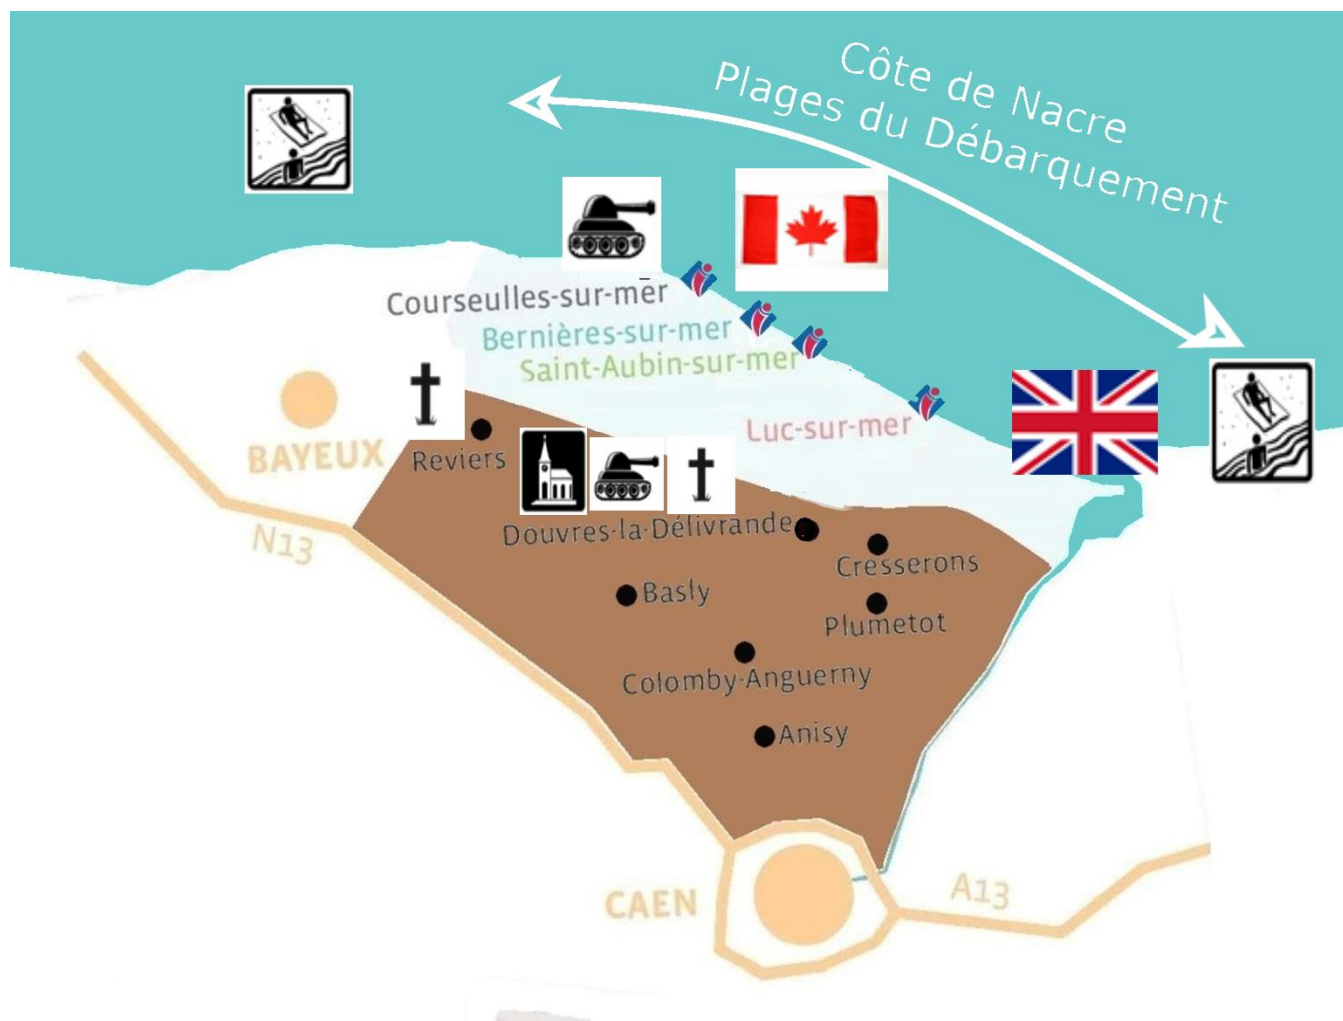 Côte de Nacre
Plages du Débarquement
Courseulles-sur-mer
Bernières-sur-mer
Saint-Aubin-sur-mer
Luc-sur-mer
BAYEUX
Reviers
N13
Douvres-la-Délivrande
Cresserons
Basly
Plumetot
Colomby-Anguerny
Anisy
CAEN
A13